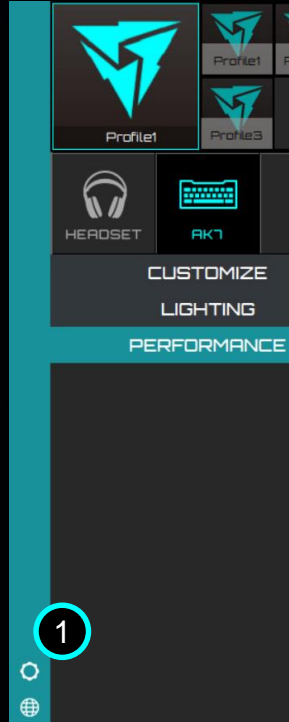 Profile1
Profile1
P
Profile3
HEADSET
AK7
CUSTOMIZE
LIGHTING
PERFORMANCE
1